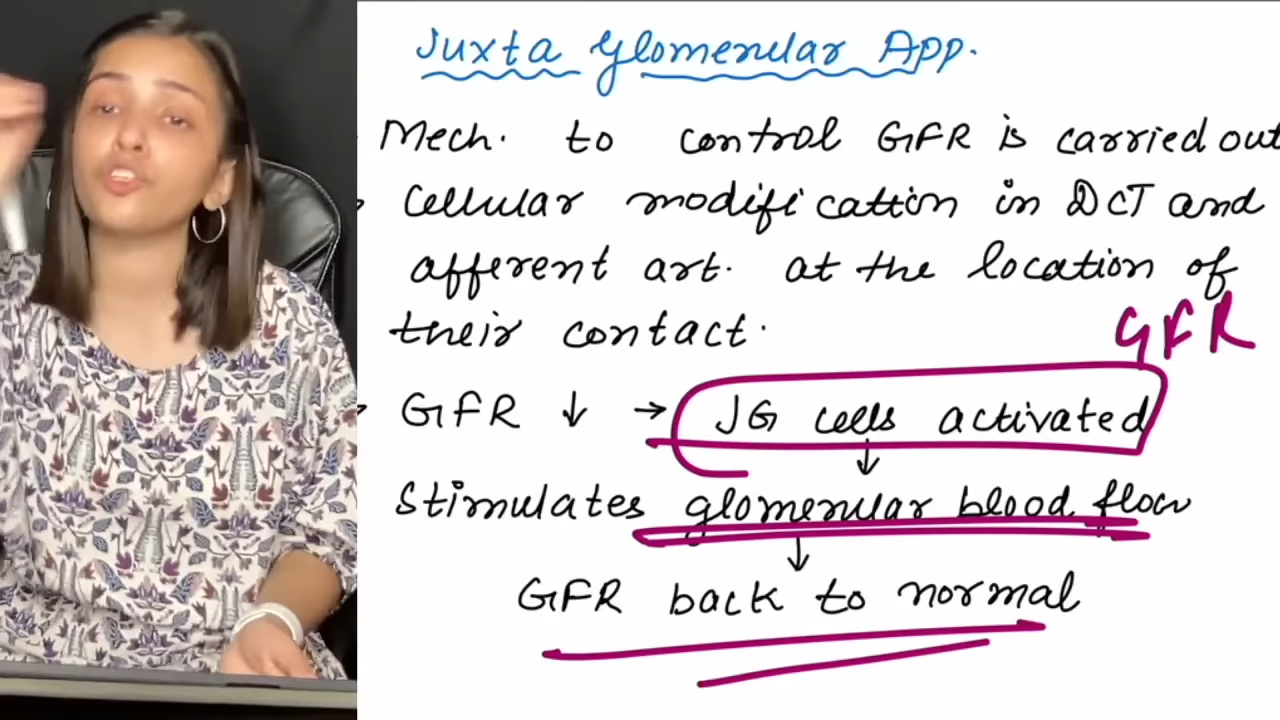 Juxta Glomerular App.
Mech. to control GFR is carried out
Cellular modification in DCT and
afferent art. at the location of
their contact.
GFR
GFR ↓ → JG cells activated
↓
Stimulates glomerular blood flow
↓
GFR back to normal